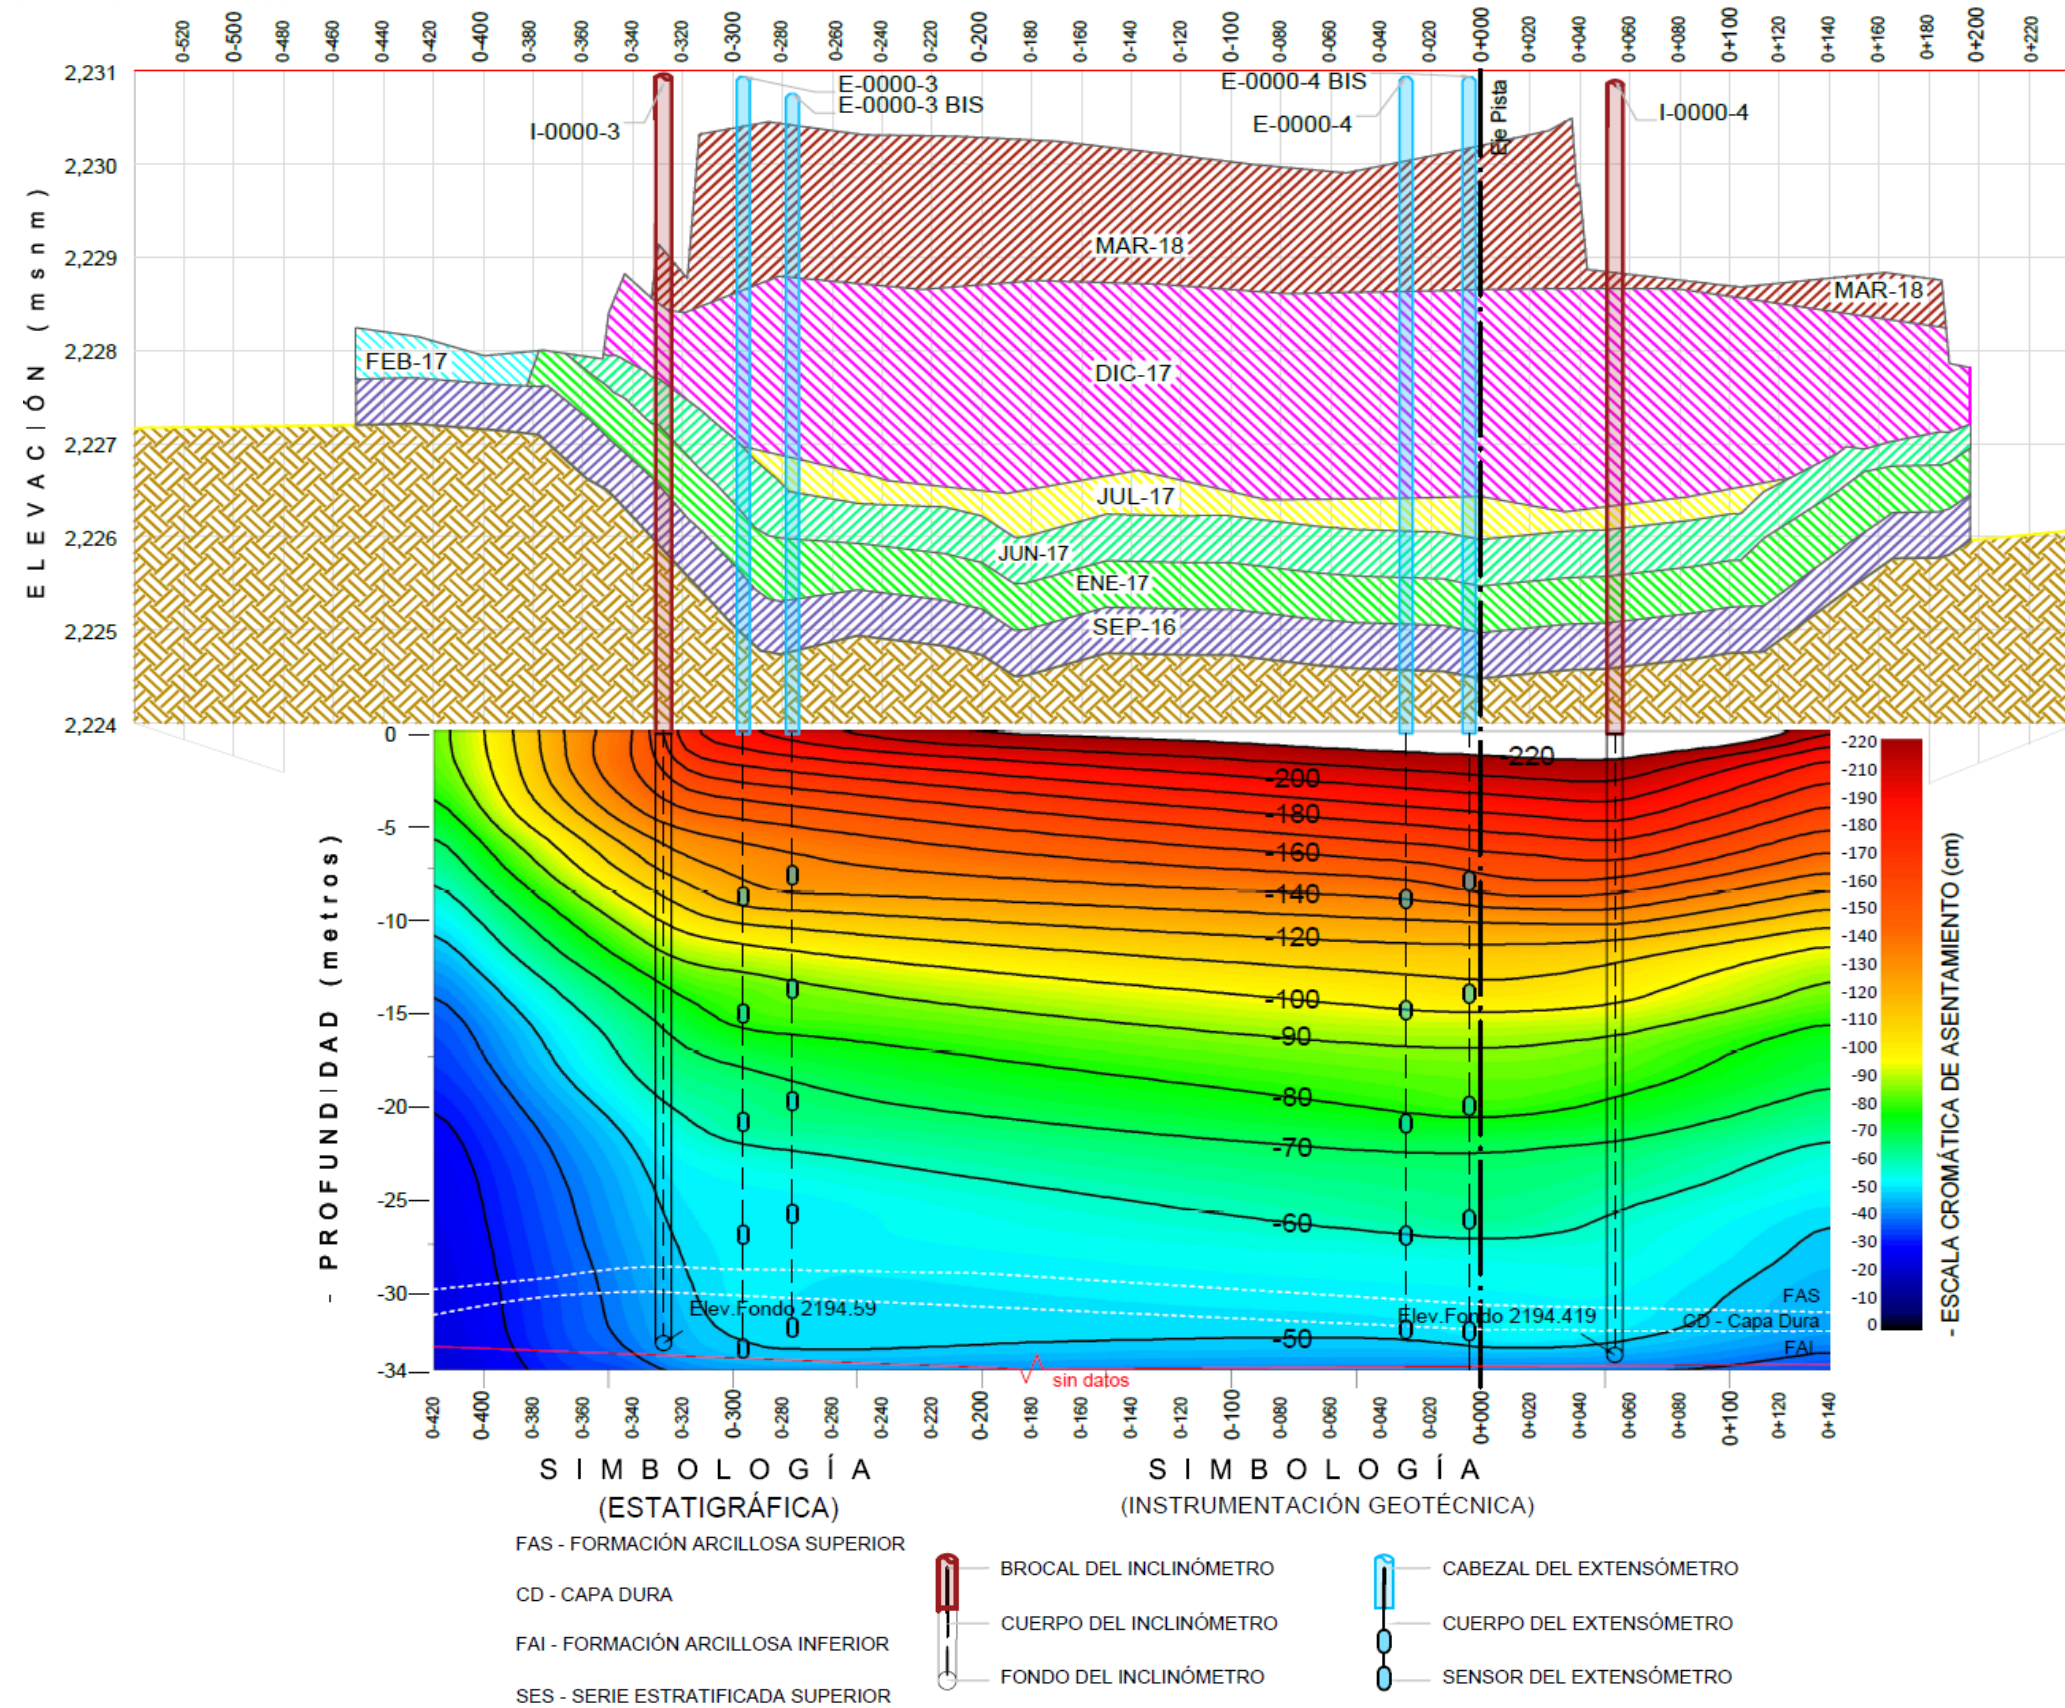 0-520 0-500 0-480 0-460 0-440 0-420 0-400 0-380 0-360 0-340 0-320 0-300 0-280 0-260 0-240 0-220 0-200 0-180 0-160 0-140 0-120 0-100 0-080 0-060 0-040 0-020 0+000 0+020 0+040 0+060 0+080 0+100 0+120 0+140 0+160 0+180 0+200 0+220
ELEVACIÓN (msnm)
2,231
2,230
2,229
2,228
2,227
2,226
2,225
2,224
I-0000-3
E-0000-3
E-0000-3 BIS
E-0000-4 BIS
E-0000-4
Eje Pista
I-0000-4
MAR-18
MAR-18
FEB-17
DIC-17
JUL-17
JUN-17
ENE-17
SEP-16
- PROFUNDIDAD (metros)
0
-5
-10
-15
-20
-25
-30
-34
-220
-200
-180
-160
-140
-120
-100
-90
-80
-70
-60
-50
Elev.Fondo 2194.59
Elev.Fondo 2194.419
FAS
CD - Capa Dura
FAI
sin datos
-220
-210
-190
-180
-170
-160
-150
-140
-130
-120
-110
-100
-90
-80
-70
-60
-50
-40
-30
-20
-10
0
- ESCALA CROMÁTICA DE ASENTAMIENTO (cm)
0-420 0-400 0-380 0-360 0-340 0-320 0-300 0-280 0-260 0-240 0-220 0-200 0-180 0-160 0-140 0-120 0-100 0-080 0-060 0-040 0-020 0+000 0+020 0+040 0+060 0+080 0+100 0+120 0+140
SIMBOLOGÍA
(ESTATIGRÁFICA)
FAS - FORMACIÓN ARCILLOSA SUPERIOR
CD - CAPA DURA
FAI - FORMACIÓN ARCILLOSA INFERIOR
SES - SERIE ESTRATIFICADA SUPERIOR
SIMBOLOGÍA
(INSTRUMENTACIÓN GEOTÉCNICA)
BROCAL DEL INCLINÓMETRO
CUERPO DEL INCLINÓMETRO
FONDO DEL INCLINÓMETRO
CABEZAL DEL EXTENSÓMETRO
CUERPO DEL EXTENSÓMETRO
SENSOR DEL EXTENSÓMETRO